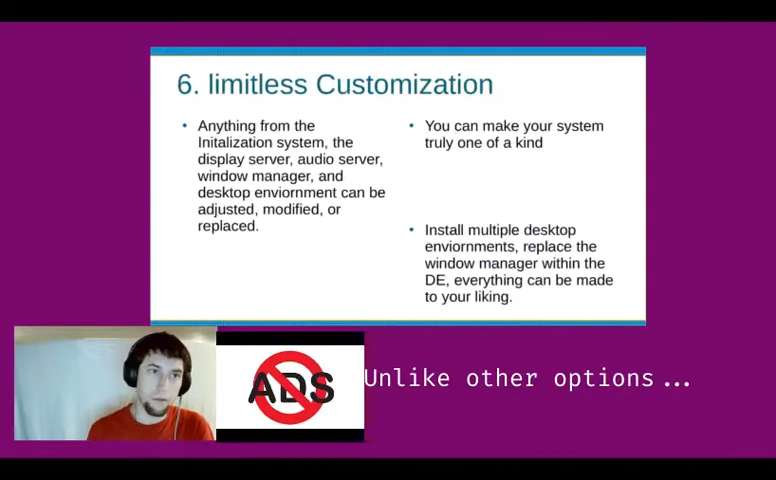 6. limitless Customization
Anything from the
Initalization system, the
display server, audio server,
window manager, and
desktop enviornment can be
adjusted, modified, or
replaced.
You can make your system
truly one of a kind
Install multiple desktop
enviornments, replace the
window manager within the
DE, everything can be made
to your liking.
ADS
Unlike other options...